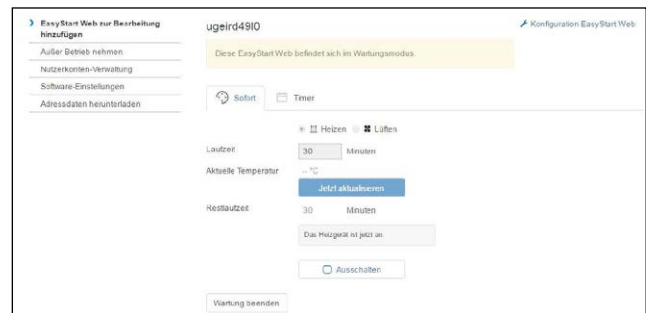 EasyStart Web zur Bearbeitung
hinzufügen
Außer Betrieb nehmen
Nutzerkonten-Verwaltung
Software-Einstellungen
Adressdaten herunterladen
ugeird49l0
Konfiguration EasyStart Web
Diese EasyStart Web befindet sich im Wartungsmodus.
Sofort Timer
Heizen Lüften
Laufzeit 30 Minuten
Aktuelle Temperatur -- °C
Jetzt aktualisieren
Restlaufzeit 30 Minuten
Das Heizgerät ist jetzt an.
Ausschalten
Wartung beenden